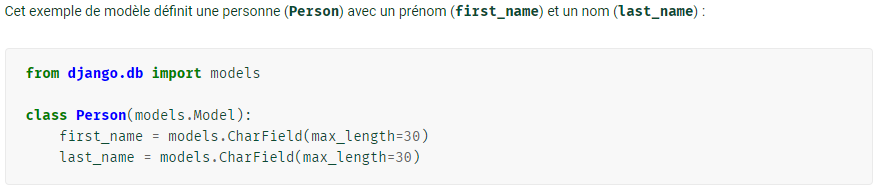 Cet exemple de modèle définit une personne (Person) avec un prénom (first_name) et un nom (last_name) :
from django.db import models
class Person(models.Model):
    first_name = models.CharField(max_length=30)
    last_name = models.CharField(max_length=30)